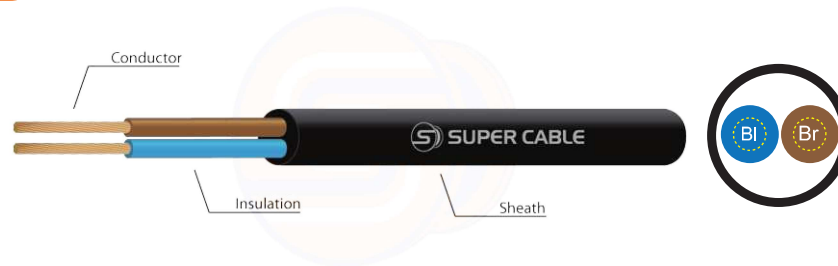 Conductor
SUPER CABLE
Bl
Br
Insulation
Sheath